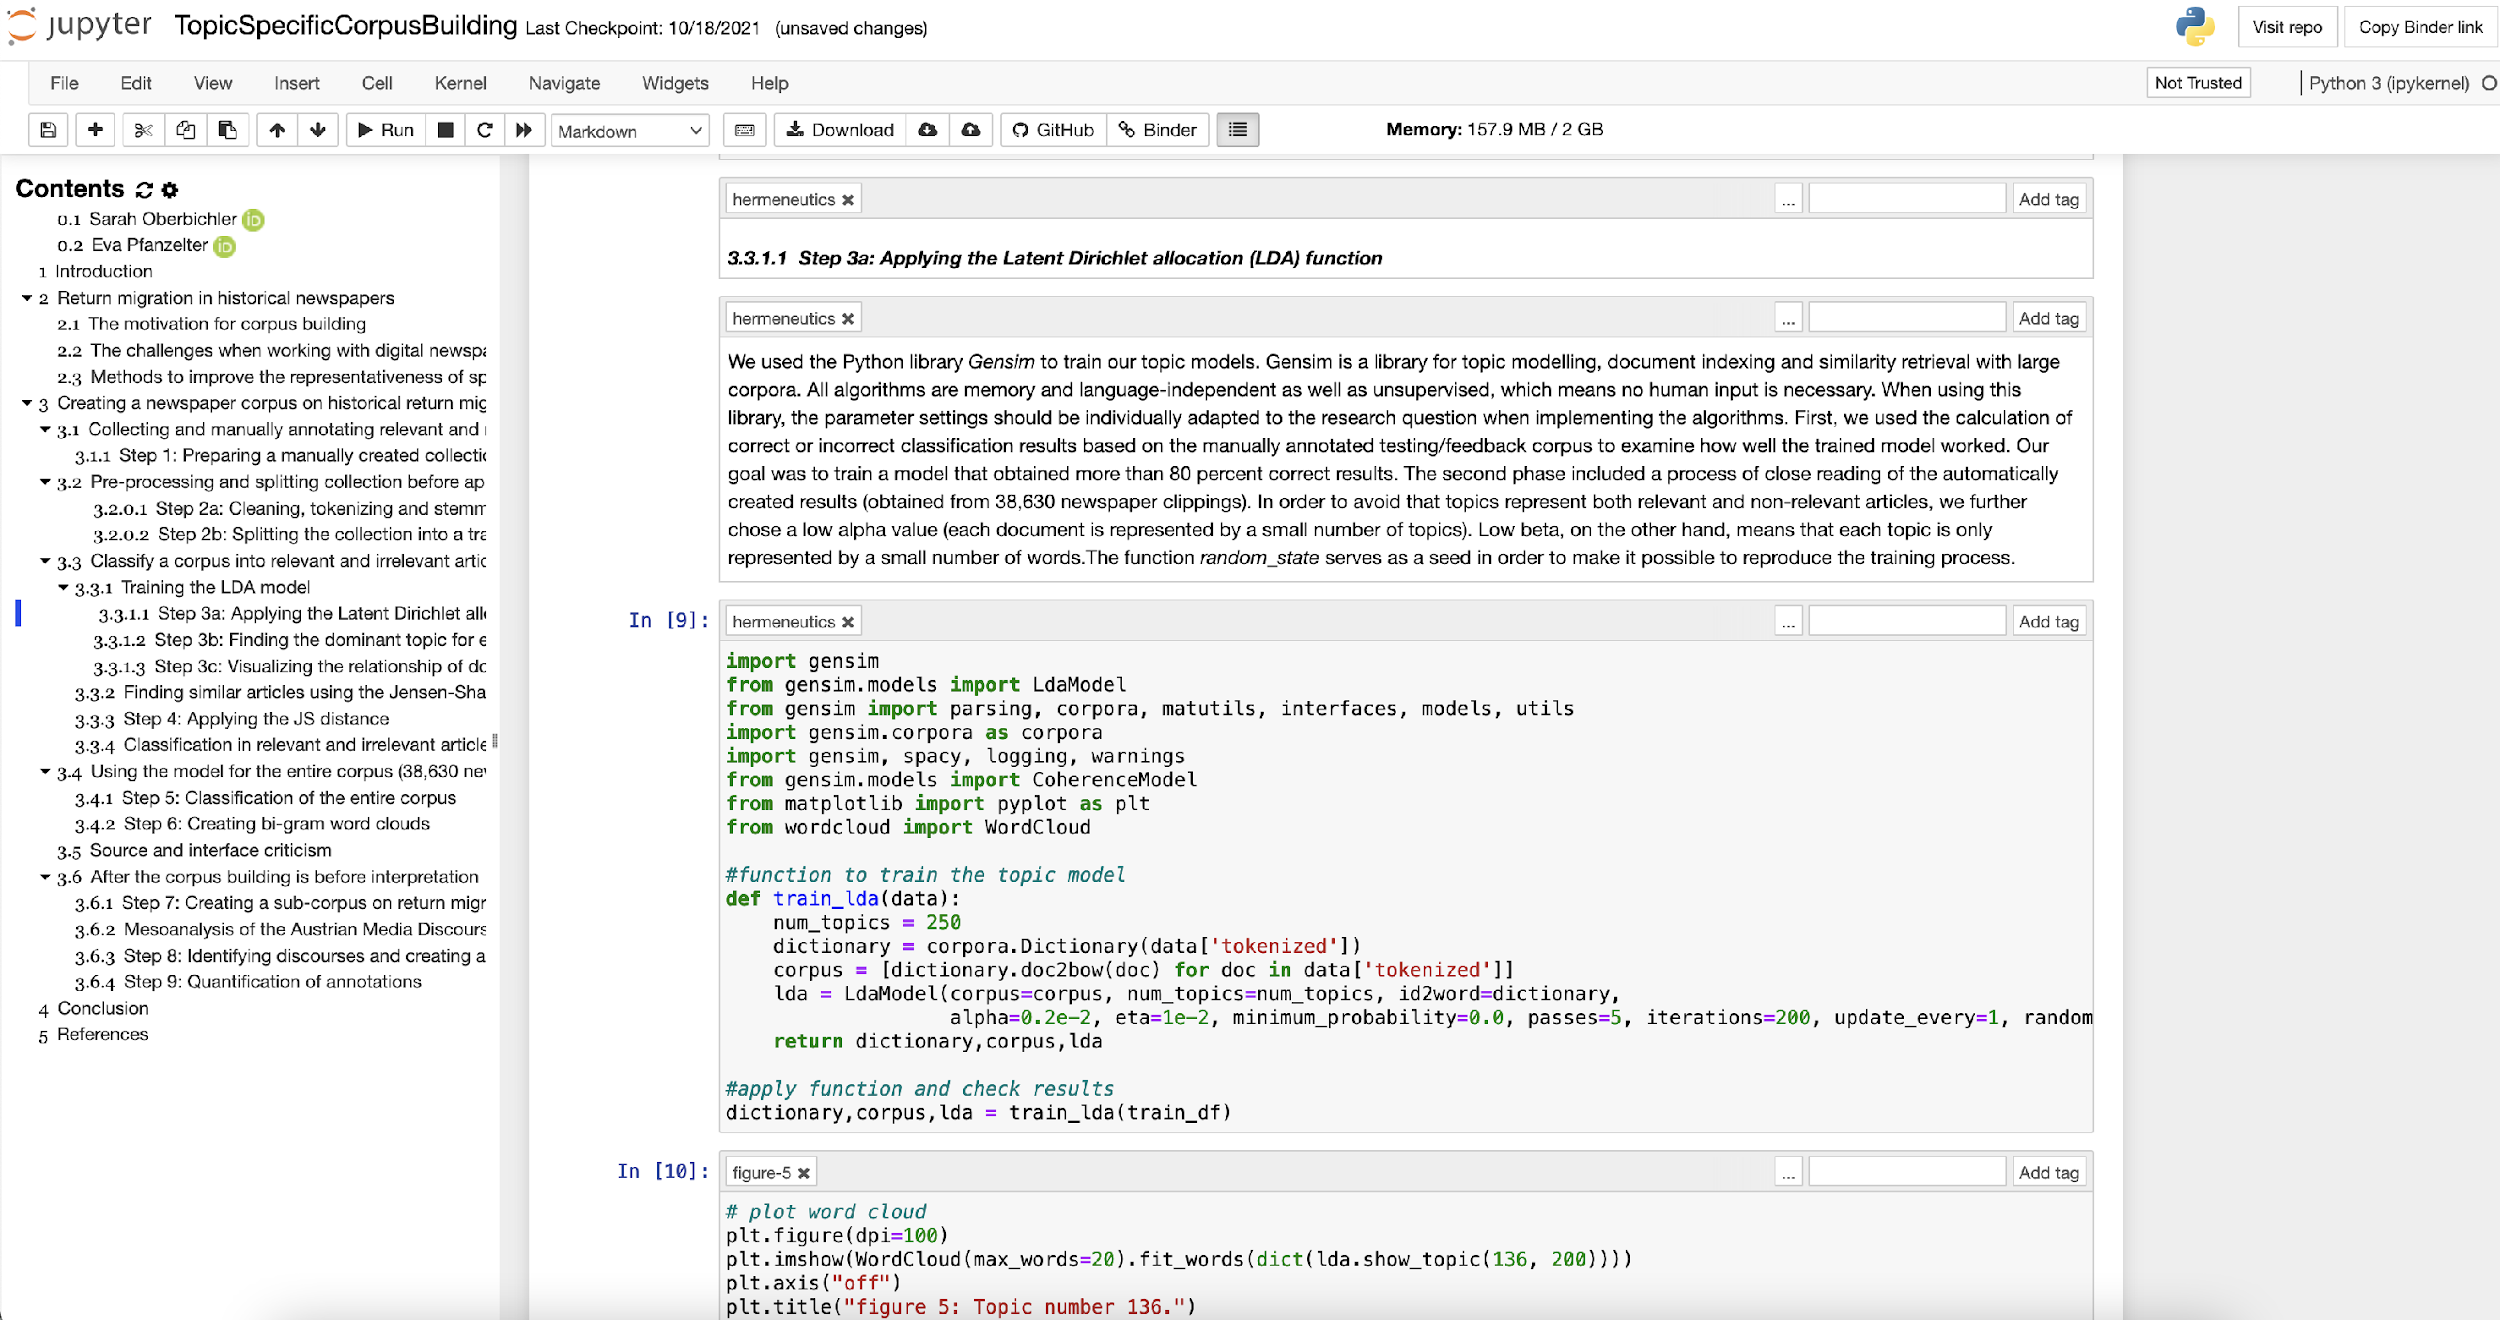 jupyter TopicSpecificCorpusBuilding Last Checkpoint: 10/18/2021 (unsaved changes) Visit repo Copy Binder link
File Edit View Insert Cell Kernel Navigate Widgets Help Not Trusted Python 3 (ipykernel)
Run Markdown Download GitHub Binder Memory: 157.9 MB / 2 GB
Contents
0.1 Sarah Oberbichler iD
0.2 Eva Pfanzelter iD
1 Introduction
2 Return migration in historical newspapers
2.1 The motivation for corpus building
2.2 The challenges when working with digital newspa
2.3 Methods to improve the representativeness of sp
3 Creating a newspaper corpus on historical return mig
3.1 Collecting and manually annotating relevant and
3.1.1 Step 1: Preparing a manually created collectic
3.2 Pre-processing and splitting collection before ap
3.2.0.1 Step 2a: Cleaning, tokenizing and stemm
3.2.0.2 Step 2b: Splitting the collection into a tra
3.3 Classify a corpus into relevant and irrelevant artic
3.3.1 Training the LDA model
3.3.1.1 Step 3a: Applying the Latent Dirichlet all
3.3.1.2 Step 3b: Finding the dominant topic for e
3.3.1.3 Step 3c: Visualizing the relationship of do
3.3.2 Finding similar articles using the Jensen-Sha
3.3.3 Step 4: Applying the JS distance
3.3.4 Classification in relevant and irrelevant article
3.4 Using the model for the entire corpus (38,630 nev
3.4.1 Step 5: Classification of the entire corpus
3.4.2 Step 6: Creating bi-gram word clouds
3.5 Source and interface criticism
3.6 After the corpus building is before interpretation
3.6.1 Step 7: Creating a sub-corpus on return migr
3.6.2 Mesoanalysis of the Austrian Media Discours
3.6.3 Step 8: Identifying discourses and creating a
3.6.4 Step 9: Quantification of annotations
4 Conclusion
5 References
hermeneutics ... Add tag
3.3.1.1 Step 3a: Applying the Latent Dirichlet allocation (LDA) function
hermeneutics ... Add tag
We used the Python library Gensim to train our topic models. Gensim is a library for topic modelling, document indexing and similarity retrieval with large
corpora. All algorithms are memory and language-independent as well as unsupervised, which means no human input is necessary. When using this
library, the parameter settings should be individually adapted to the research question when implementing the algorithms. First, we used the calculation of
correct or incorrect classification results based on the manually annotated testing/feedback corpus to examine how well the trained model worked. Our
goal was to train a model that obtained more than 80 percent correct results. The second phase included a process of close reading of the automatically
created results (obtained from 38,630 newspaper clippings). In order to avoid that topics represent both relevant and non-relevant articles, we further
chose a low alpha value (each document is represented by a small number of topics). Low beta, on the other hand, means that each topic is only
represented by a small number of words.The function random_state serves as a seed in order to make it possible to reproduce the training process.
In [9]: hermeneutics ... Add tag
import gensim
from gensim.models import LdaModel
from gensim import parsing, corpora, matutils, interfaces, models, utils
import gensim.corpora as corpora
import gensim, spacy, logging, warnings
from gensim.models import CoherenceModel
from matplotlib import pyplot as plt
from wordcloud import WordCloud
#function to train the topic model
def train_lda(data):
    num_topics = 250
    dictionary = corpora.Dictionary(data['tokenized'])
    corpus = [dictionary.doc2bow(doc) for doc in data['tokenized']]
    lda = LdaModel(corpus=corpus, num_topics=num_topics, id2word=dictionary,
                   alpha=0.2e-2, eta=1e-2, minimum_probability=0.0, passes=5, iterations=200, update_every=1, random
    return dictionary,corpus,lda
#apply function and check results
dictionary,corpus,lda = train_lda(train_df)
In [10]: figure-5 ... Add tag
# plot word cloud
plt.figure(dpi=100)
plt.imshow(WordCloud(max_words=20).fit_words(dict(lda.show_topic(136, 200))))
plt.axis("off")
plt.title("figure 5: Topic number 136.")